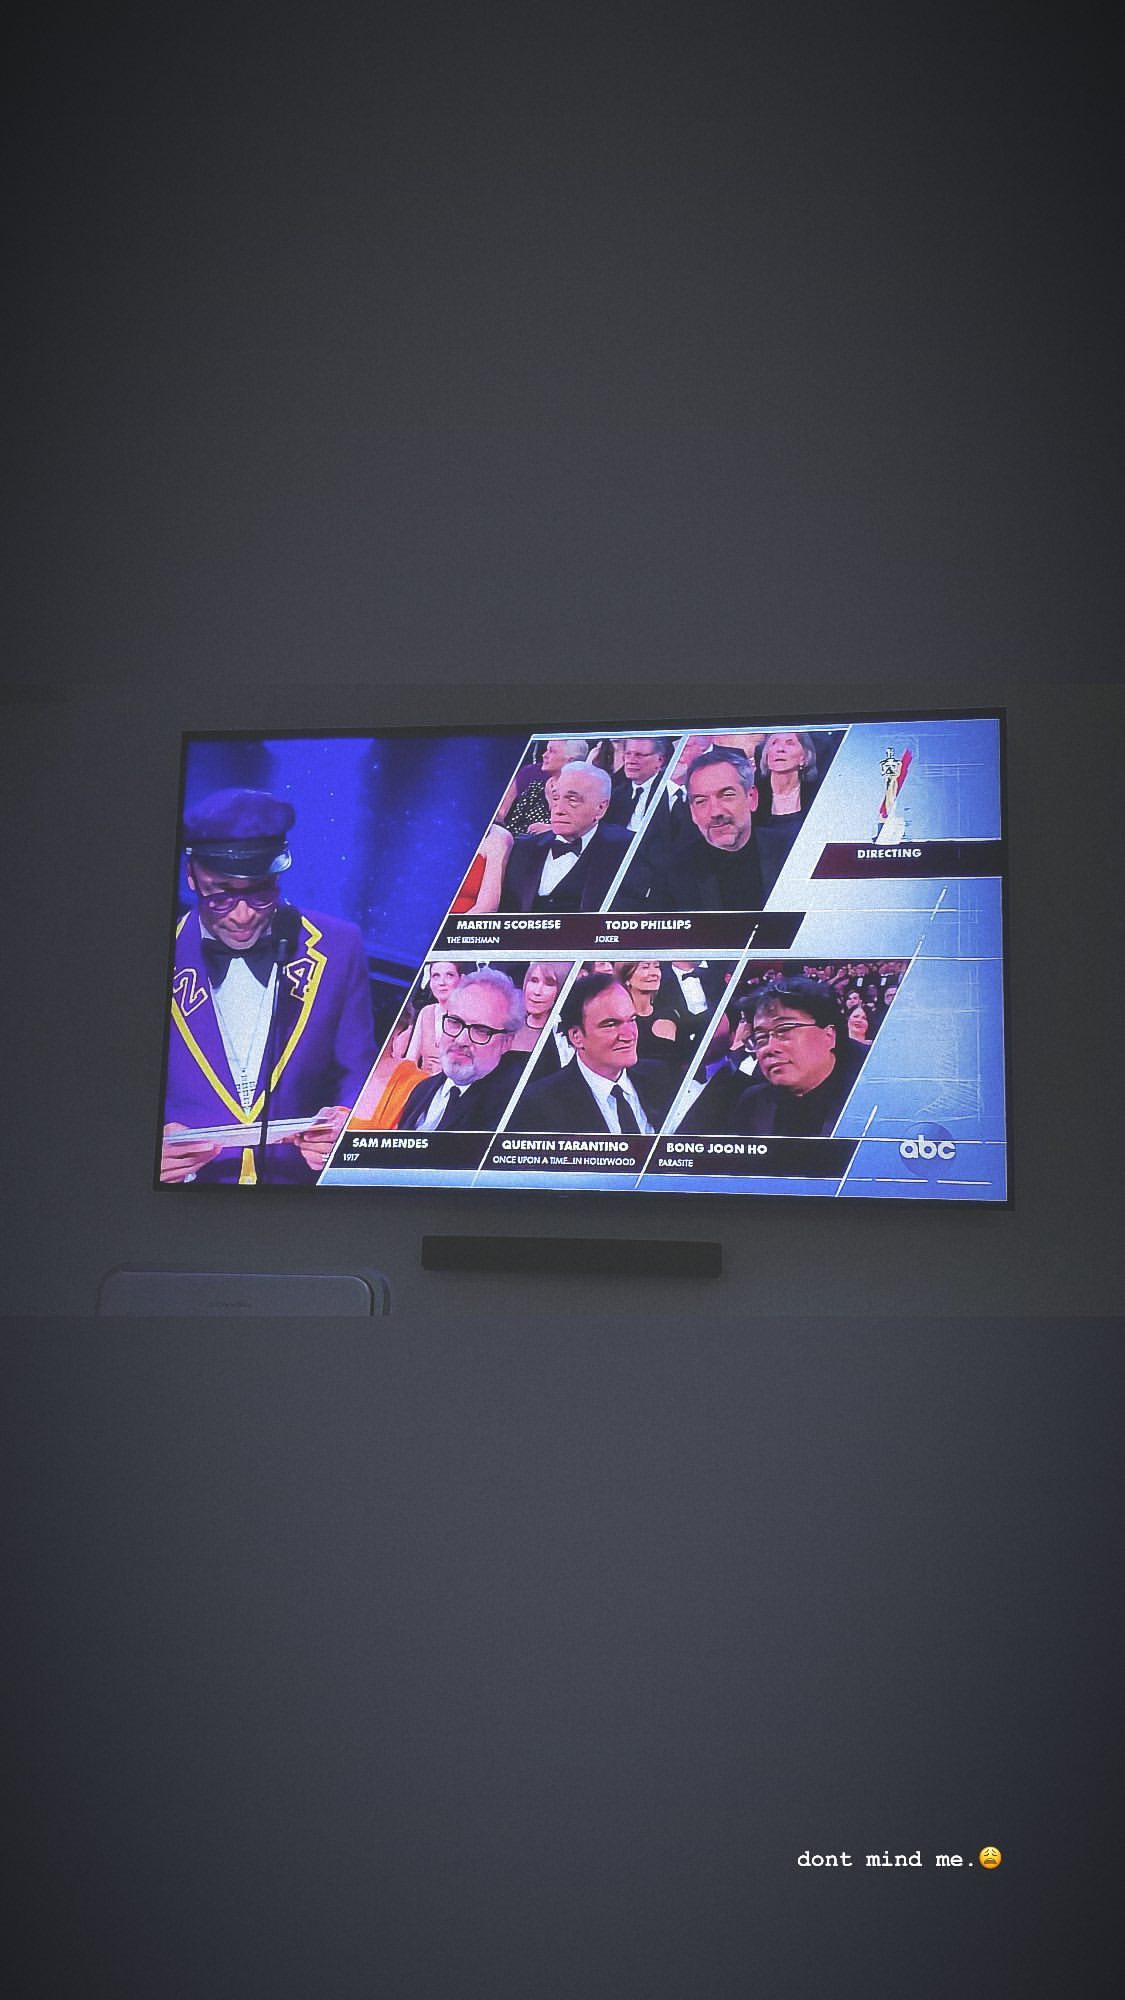 DIRECTING
MARTIN SCORSESE
THE IRISHMAN
TODD PHILLIPS
JOKER
24
SAM MENDES
1917
QUENTIN TARANTINO
ONCE UPON A TIME...IN HOLLYWOOD
BONG JOON HO
PARASITE
abc
dont mind me.😩